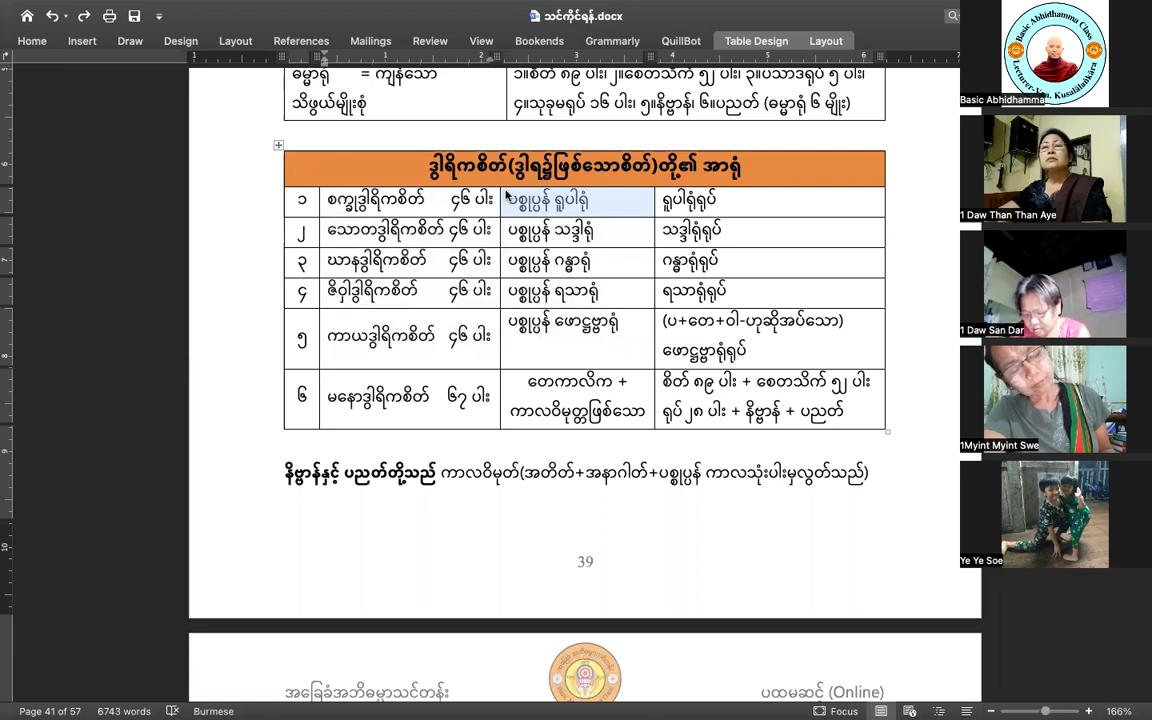 သင်ကိုင်ရန်.docx
Home Insert Draw Design Layout References Mailings Review View Bookends Grammarly QuillBot Table Design Layout
ဓမ္မာရုံ = ကျန်သော
သိဖွယ်မျိုးစုံ
၁။စိတ် ၈၉ ပါး၊၂။စေတသိက် ၅၂ ပါး၊ ၃။ပသာဒရုပ် ၅ ပါး၊
၄။သုခုမရုပ် ၁၆ ပါး၊ ၅။နိဗ္ဗာန်၊ ၆။ပညတ် (ဓမ္မာရုံ ၆ မျိုး)
ဒွါရိကစိတ်(ဒွါရ၌ဖြစ်သောစိတ်)တို့၏ အာရုံ
၁ စက္ခုဒွါရိကစိတ် ၄၆ ပါး ပစ္စုပ္ပန် ရူပါရုံ ရူပါရုံရုပ်
၂ သောတဒွါရိကစိတ် ၄၆ ပါး ပစ္စုပ္ပန် သဒ္ဒါရုံ သဒ္ဒါရုံရုပ်
၃ ဃာနဒွါရိကစိတ် ၄၆ ပါး ပစ္စုပ္ပန် ဂန္ဓာရုံ ဂန္ဓာရုံရုပ်
၄ ဇိဝှါဒွါရိကစိတ် ၄၆ ပါး ပစ္စုပ္ပန် ရသာရုံ ရသာရုံရုပ်
၅ ကာယဒွါရိကစိတ် ၄၆ ပါး ပစ္စုပ္ပန် ဖောဋ္ဌဗ္ဗာရုံ (ပ+တေ+ဝါ-ဟုဆိုအပ်သော)
ဖောဋ္ဌဗ္ဗာရုံရုပ်
၆ မနောဒွါရိကစိတ် ၆၇ ပါး တေကာလိက +
ကာလဝိမုတ္တဖြစ်သော
စိတ် ၈၉ ပါး + စေတသိက် ၅၂ ပါး
ရုပ် ၂၈ ပါး + နိဗ္ဗာန် + ပညတ်
နိဗ္ဗာန်နှင့် ပညတ်တို့သည် ကာလဝိမုတ်(အတိတ်+အနာဂါတ်+ပစ္စုပ္ပန် ကာလသုံးပါးမှလွတ်သည်)
39
အခြေခံအဘိဓမ္မာသင်တန်း ပထမဆင့် (Online)
Page 41 of 57 6743 words Burmese Focus 166%
Basic Abhidhamma Class
Lecturer-Ven. Kusalālaṅkāra
Basic Abhidhamma
1 Daw Than Than Aye
1 Daw San Dar
1Myint Myint Swe
Ye Ye Soe